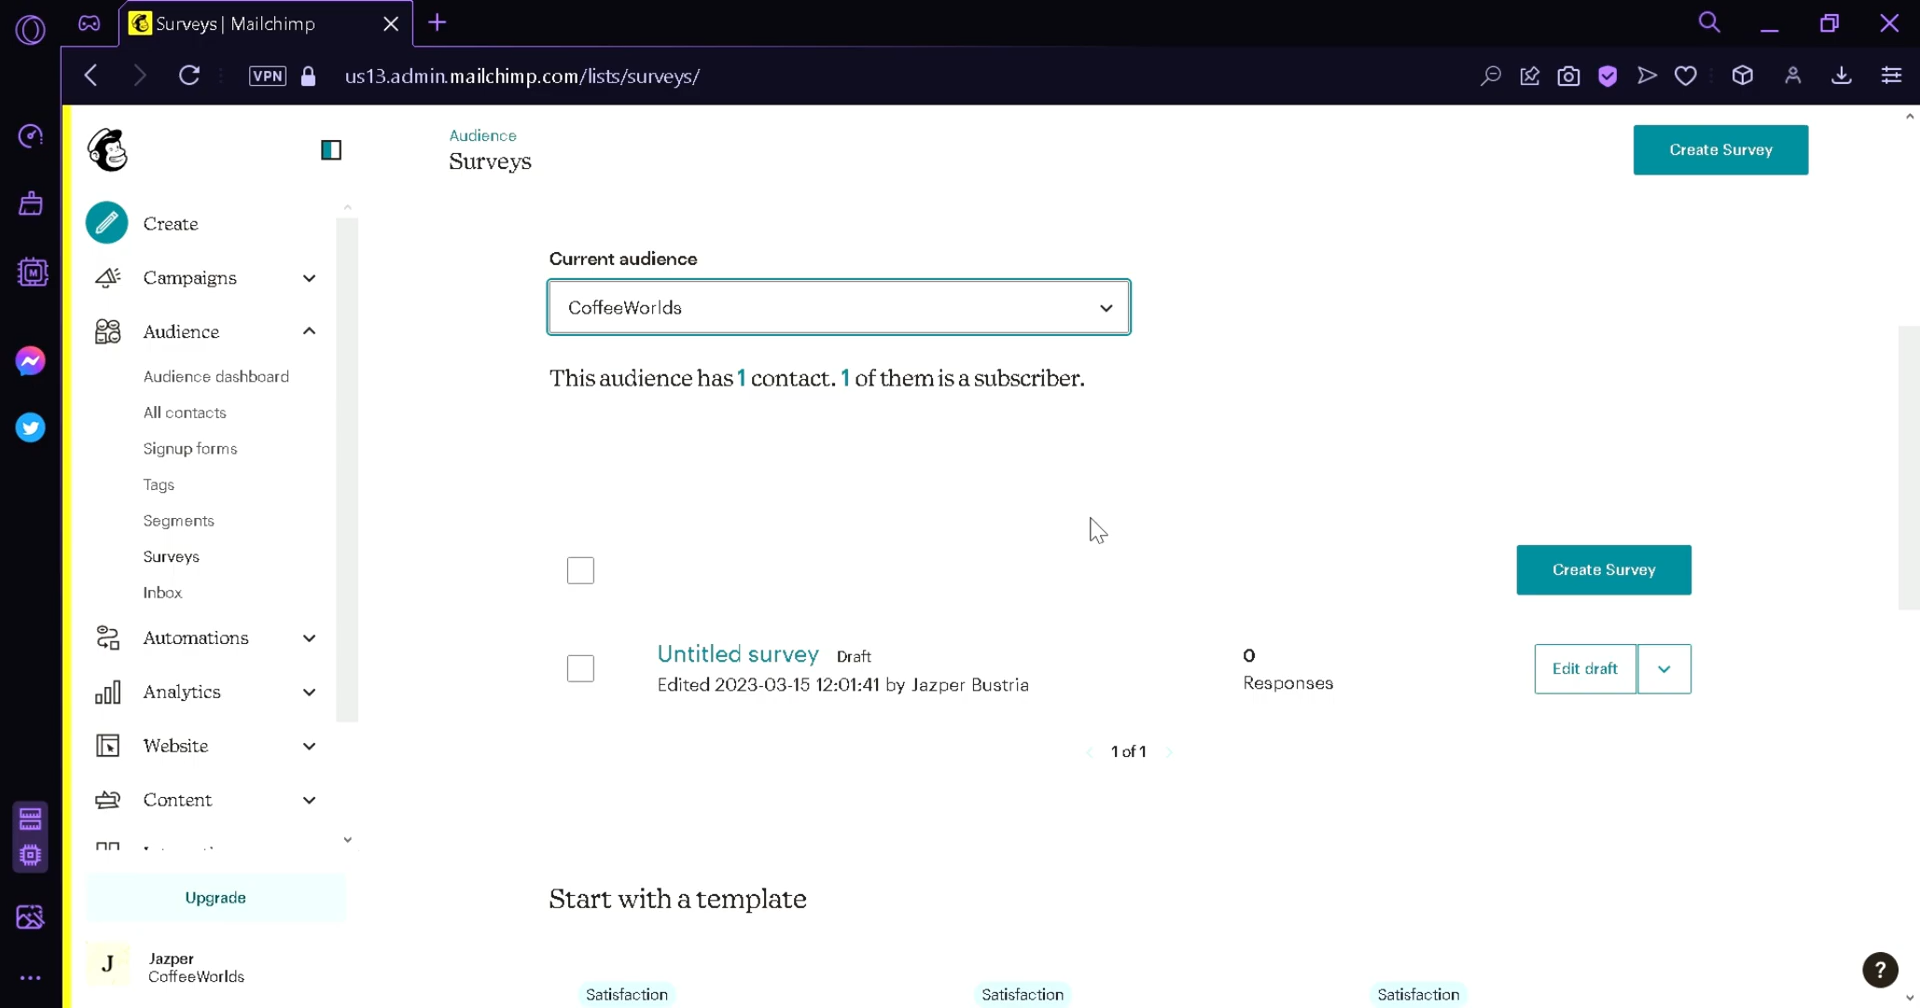 Surveys | Mailchimp
VPN
us13.admin.mailchimp.com/lists/surveys/
Audience
Surveys
Create Survey
Create
Campaigns
Audience
Audience dashboard
All contacts
Signup forms
Tags
Segments
Surveys
Inbox
Automations
Analytics
Website
Content
Upgrade
J
Jazper
CoffeeWorlds
Current audience
CoffeeWorlds
This audience has 1 contact. 1 of them is a subscriber.
Create Survey
Untitled survey Draft
Edited 2023-03-15 12:01:41 by Jazper Bustria
0
Responses
Edit draft
1 of 1
Start with a template
Satisfaction Satisfaction Satisfaction
?